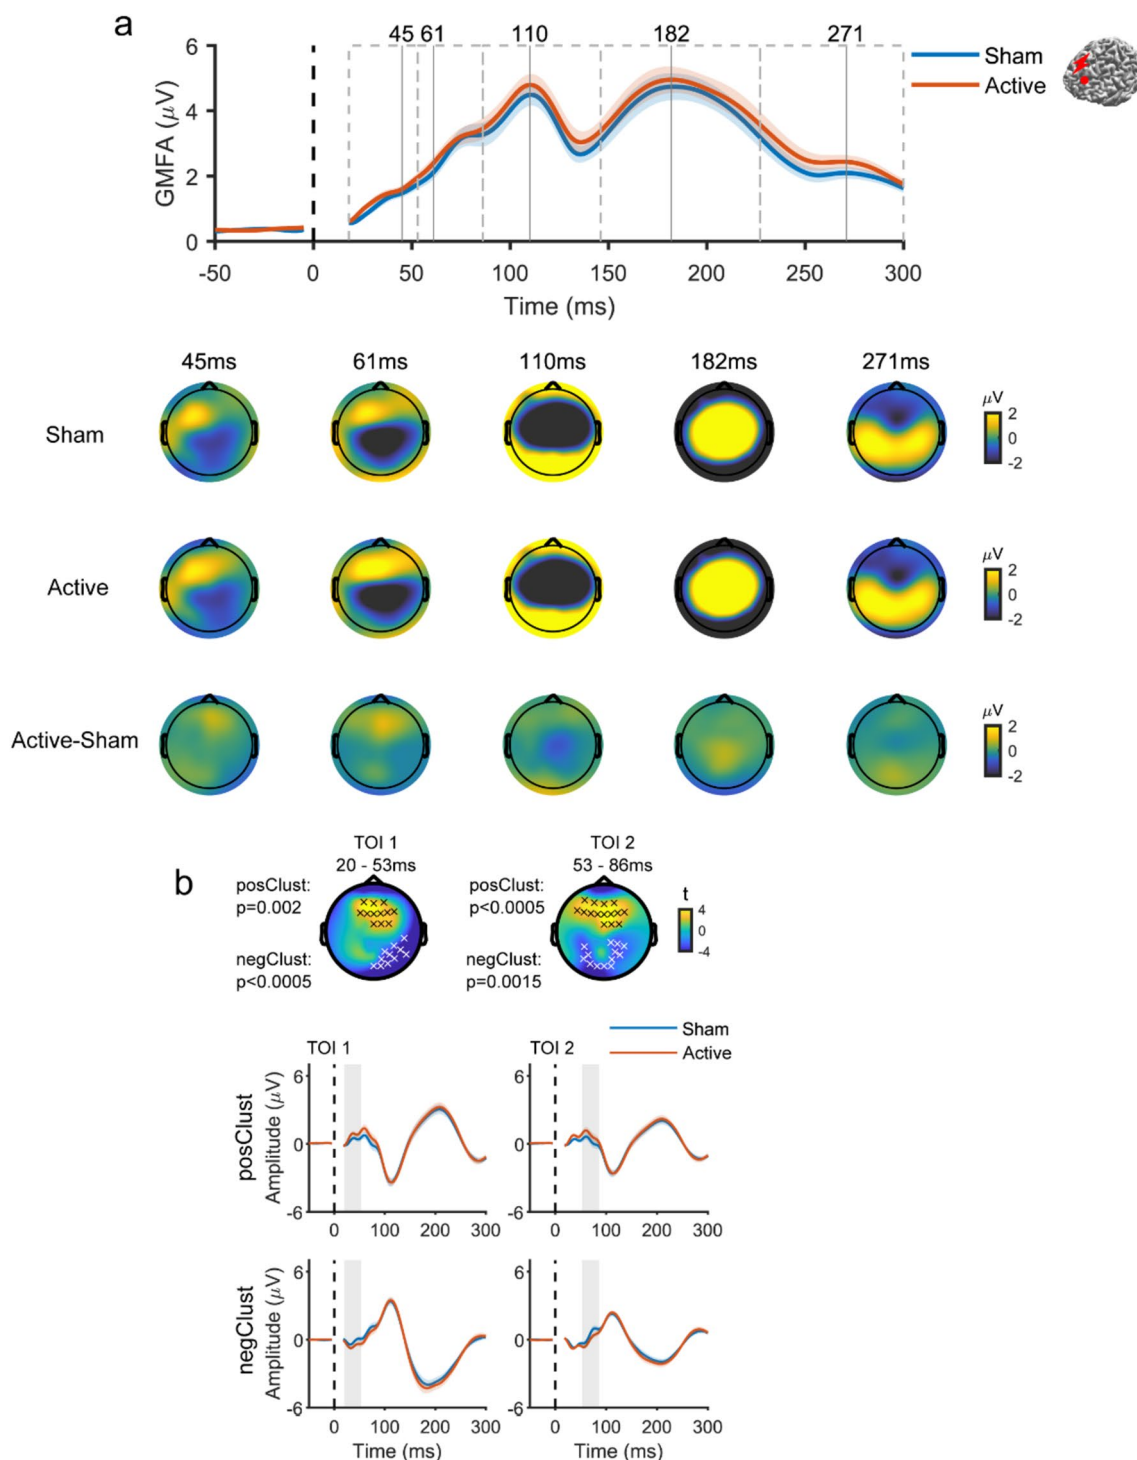 a
45 61 110 182 271
6
4
2
0
GMFA (μV)
Sham
Active
-50 0 50 100 150 200 250 300
Time (ms)
45ms 61ms 110ms 182ms 271ms
Sham
μV
2
0
-2
Active
μV
2
0
-2
Active-Sham
μV
2
0
-2
b
TOI 1
20 - 53ms
posClust:
p=0.002
negClust:
p<0.0005
TOI 2
53 - 86ms
posClust:
p<0.0005
negClust:
p=0.0015
t
4
0
-4
Sham
Active
TOI 1
TOI 2
posClust
Amplitude (μV)
6
0
-6
0 100 200 300
6
0
-6
0 100 200 300
negClust
Amplitude (μV)
6
0
-6
0 100 200 300
Time (ms)
6
0
-6
0 100 200 300
Time (ms)